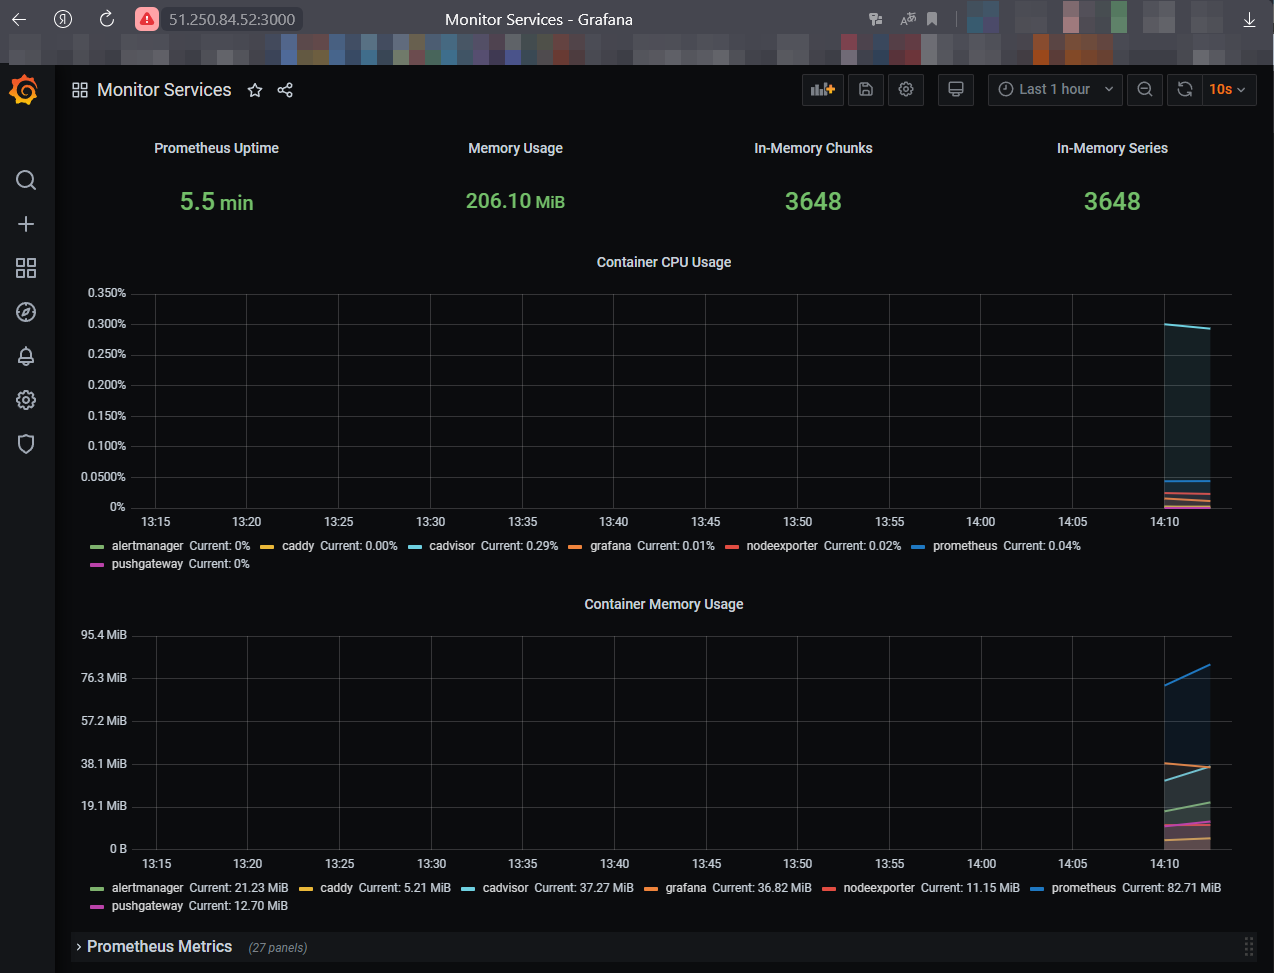 51.250.84.52:3000 Monitor Services - Grafana
Monitor Services Last 1 hour 10s
Prometheus Uptime Memory Usage In-Memory Chunks In-Memory Series
5.5 min 206.10 MiB 3648 3648
Container CPU Usage
0.350%
0.300%
0.250%
0.200%
0.150%
0.100%
0.0500%
0%
13:15 13:20 13:25 13:30 13:35 13:40 13:45 13:50 13:55 14:00 14:05 14:10
alertmanager Current: 0% caddy Current: 0.00% cadvisor Current: 0.29% grafana Current: 0.01% nodeexporter Current: 0.02% prometheus Current: 0.04%
pushgateway Current: 0%
Container Memory Usage
95.4 MiB
76.3 MiB
57.2 MiB
38.1 MiB
19.1 MiB
0 B
13:15 13:20 13:25 13:30 13:35 13:40 13:45 13:50 13:55 14:00 14:05 14:10
alertmanager Current: 21.23 MiB caddy Current: 5.21 MiB cadvisor Current: 37.27 MiB grafana Current: 36.82 MiB nodeexporter Current: 11.15 MiB prometheus Current: 82.71 MiB
pushgateway Current: 12.70 MiB
Prometheus Metrics (27 panels)